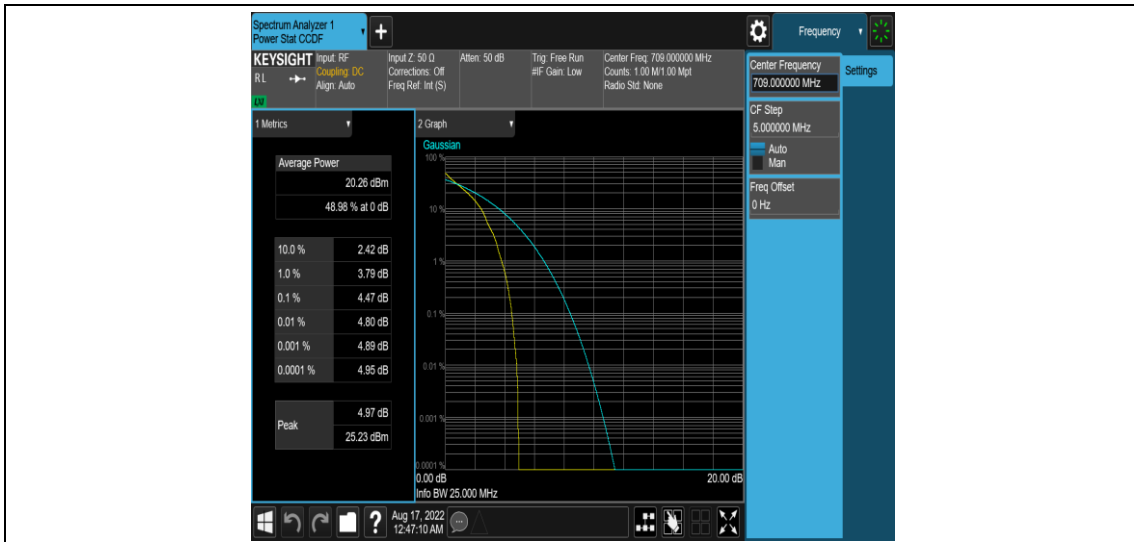 Spectrum Analyzer 1
Power Stat CCDF
+
Frequency
KEYSIGHT
RL
LNI
Input: RF
Coupling: DC
Align: Auto
Input Z: 50 Ω
Corrections: Off
Freq Ref: Int (S)
Atten: 50 dB
Trig: Free Run
#IF Gain: Low
Center Freq: 709.000000 MHz
Counts: 1.00 M/1.00 Mpt
Radio Std: None
Center Frequency
709.000000 MHz
Settings
CF Step
5.000000 MHz
Auto
Man
Freq Offset
0 Hz
1 Metrics
Average Power
20.26 dBm
48.98 % at 0 dB
10.0 % 2.42 dB
1.0 % 3.79 dB
0.1 % 4.47 dB
0.01 % 4.80 dB
0.001 % 4.89 dB
0.0001 % 4.95 dB
Peak
4.97 dB
25.23 dBm
2 Graph
Gaussian
100 %
10 %
1 %
0.1 %
0.01 %
0.001 %
0.0001 %
0.00 dB 20.00 dB
Info BW 25.000 MHz
?
Aug 17, 2022
12:47:10 AM